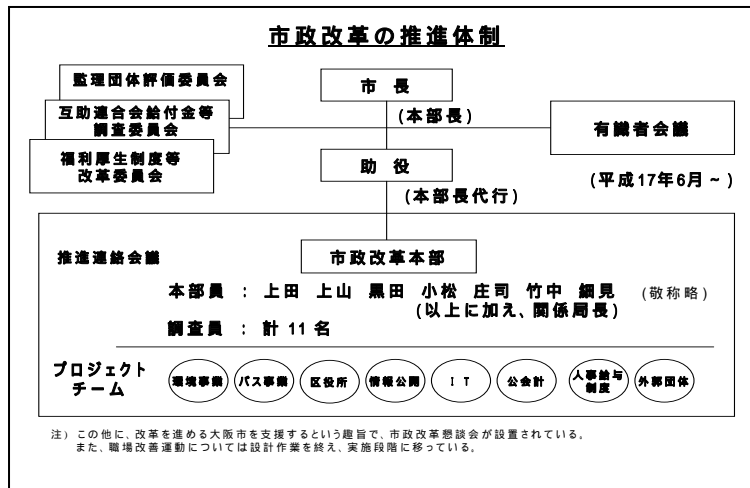 市政改革の推進体制
監理団体評価委員会
互助連合会給付金等
調査委員会
福利厚生制度等
改革委員会
市 長
(本部長)
有識者会議
助 役
(平成17年6月~)
(本部長代行)
推進連絡会議
市政改革本部
本部員 : 上田 上山 黒田 小松 庄司 竹中 細見 (敬称略)
(以上に加え、関係局長)
調査員 : 計 11 名
プロジェクト
チーム
環境事業
バス事業
区役所
情報公開
I T
公会計
人事給与
制度
外郭団体
注) この他に、改革を進める大阪市を支援するという趣旨で、市政改革懇談会が設置されている。
また、職場改善運動については設計作業を終え、実施段階に移っている。